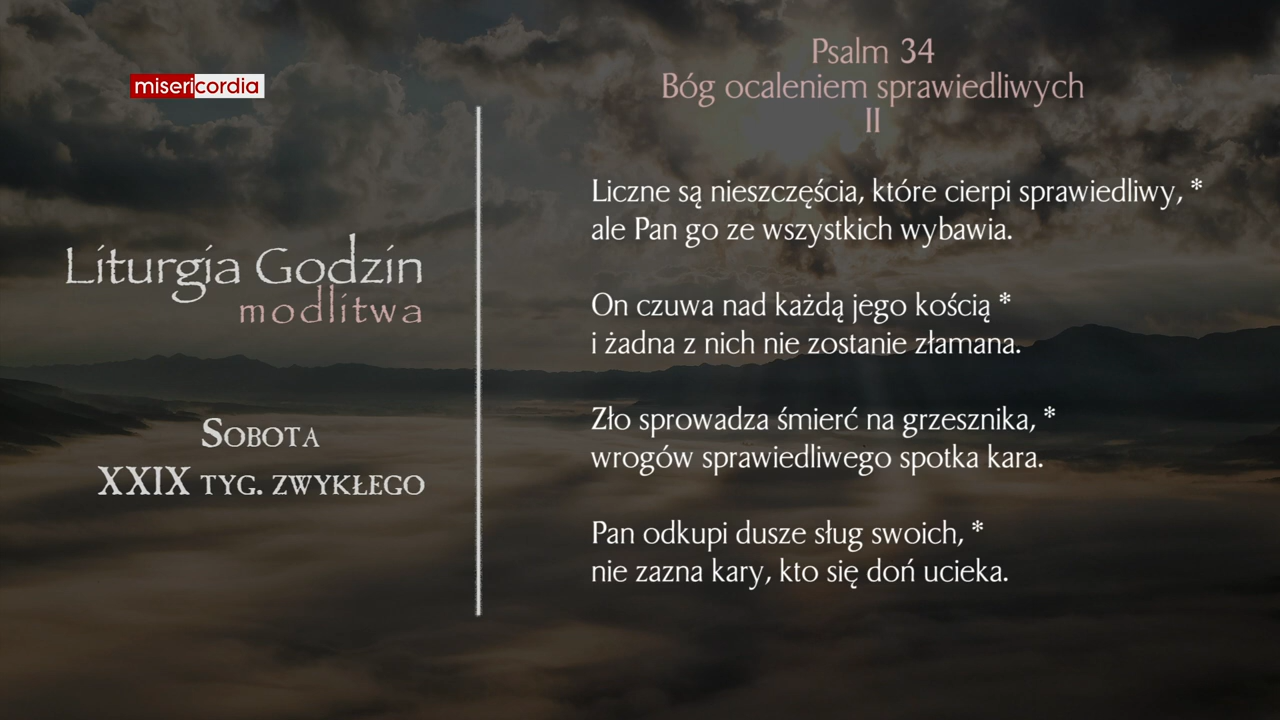 misericordia
Liturgia Godzin
modlitwa
Sobota
XXIX tyg. zwykłego
Psalm 34
Bóg ocaleniem sprawiedliwych
II
Liczne są nieszczęścia, które cierpi sprawiedliwy, *
ale Pan go ze wszystkich wybawia.
On czuwa nad każdą jego kością *
i żadna z nich nie zostanie złamana.
Zło sprowadza śmierć na grzesznika, *
wrogów sprawiedliwego spotka kara.
Pan odkupi dusze sług swoich, *
nie zazna kary, kto się doń ucieka.